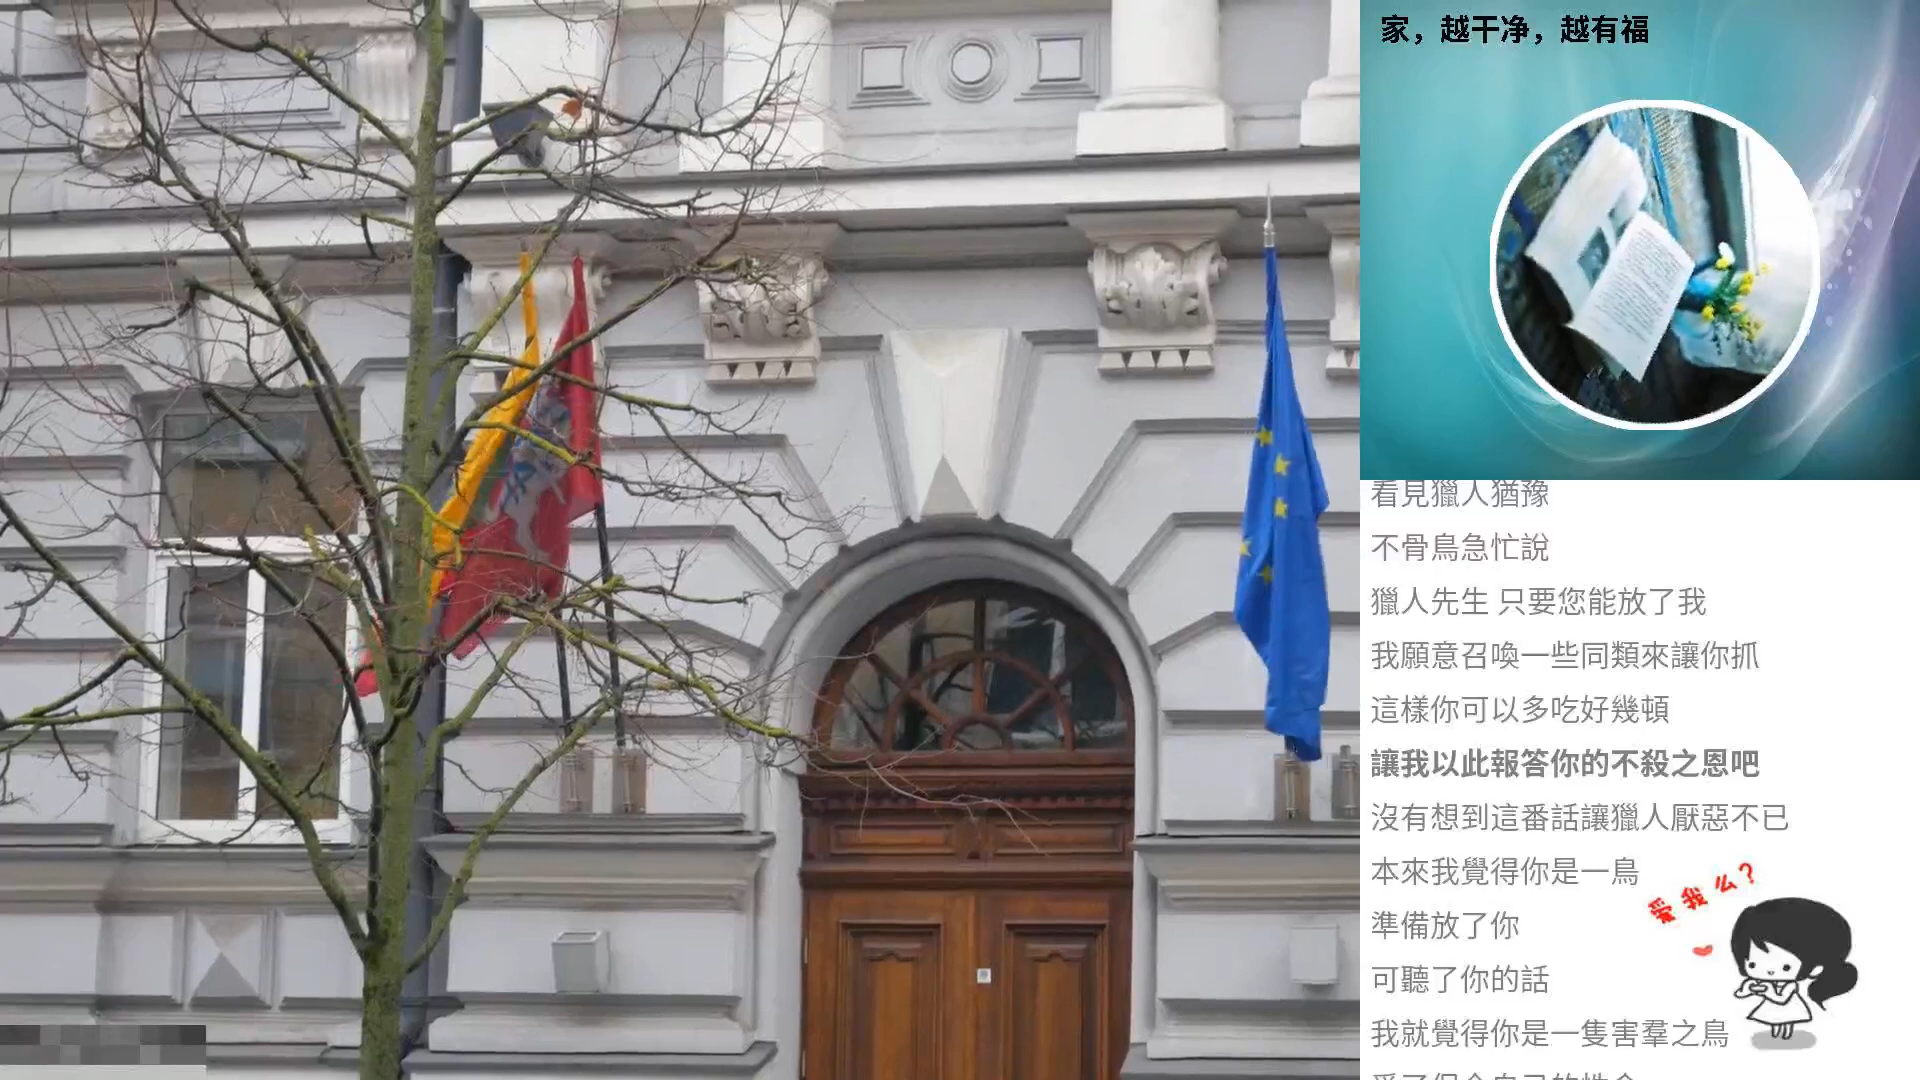 家，越干净，越有福
看見獵人猶豫
不骨鳥急忙說
獵人先生 只要您能放了我
我願意召喚一些同類來讓你抓
這樣你可以多吃好幾頓
讓我以此報答你的不殺之恩吧
沒有想到這番話讓獵人厭惡不已
本來我覺得你是一鳥
準備放了你
可聽了你的話
我就覺得你是一隻害羣之鳥
爱我么？